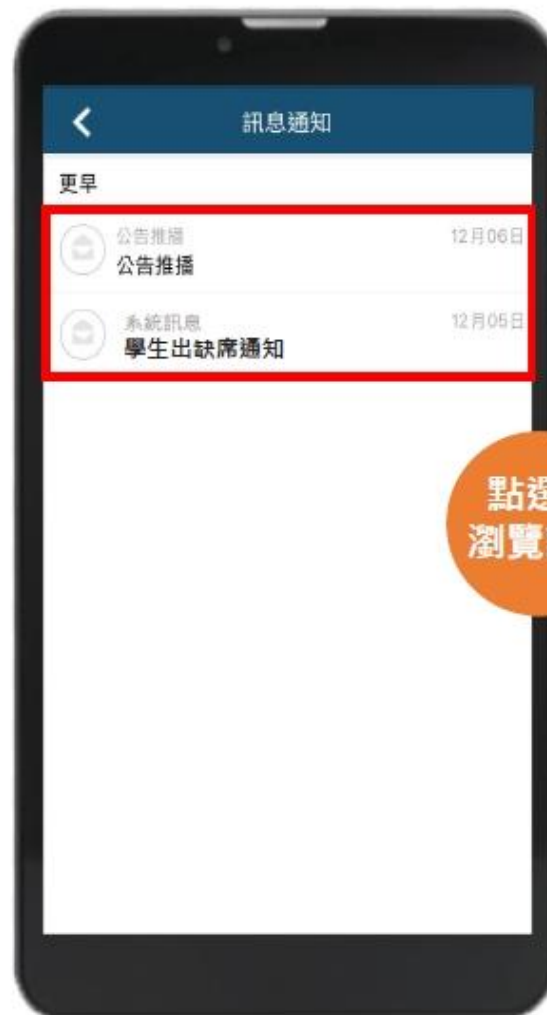 訊息通知
更早
公告推播
12月06日
公告推播
系統訊息
12月05日
學生出缺席通知
點選
瀏覽